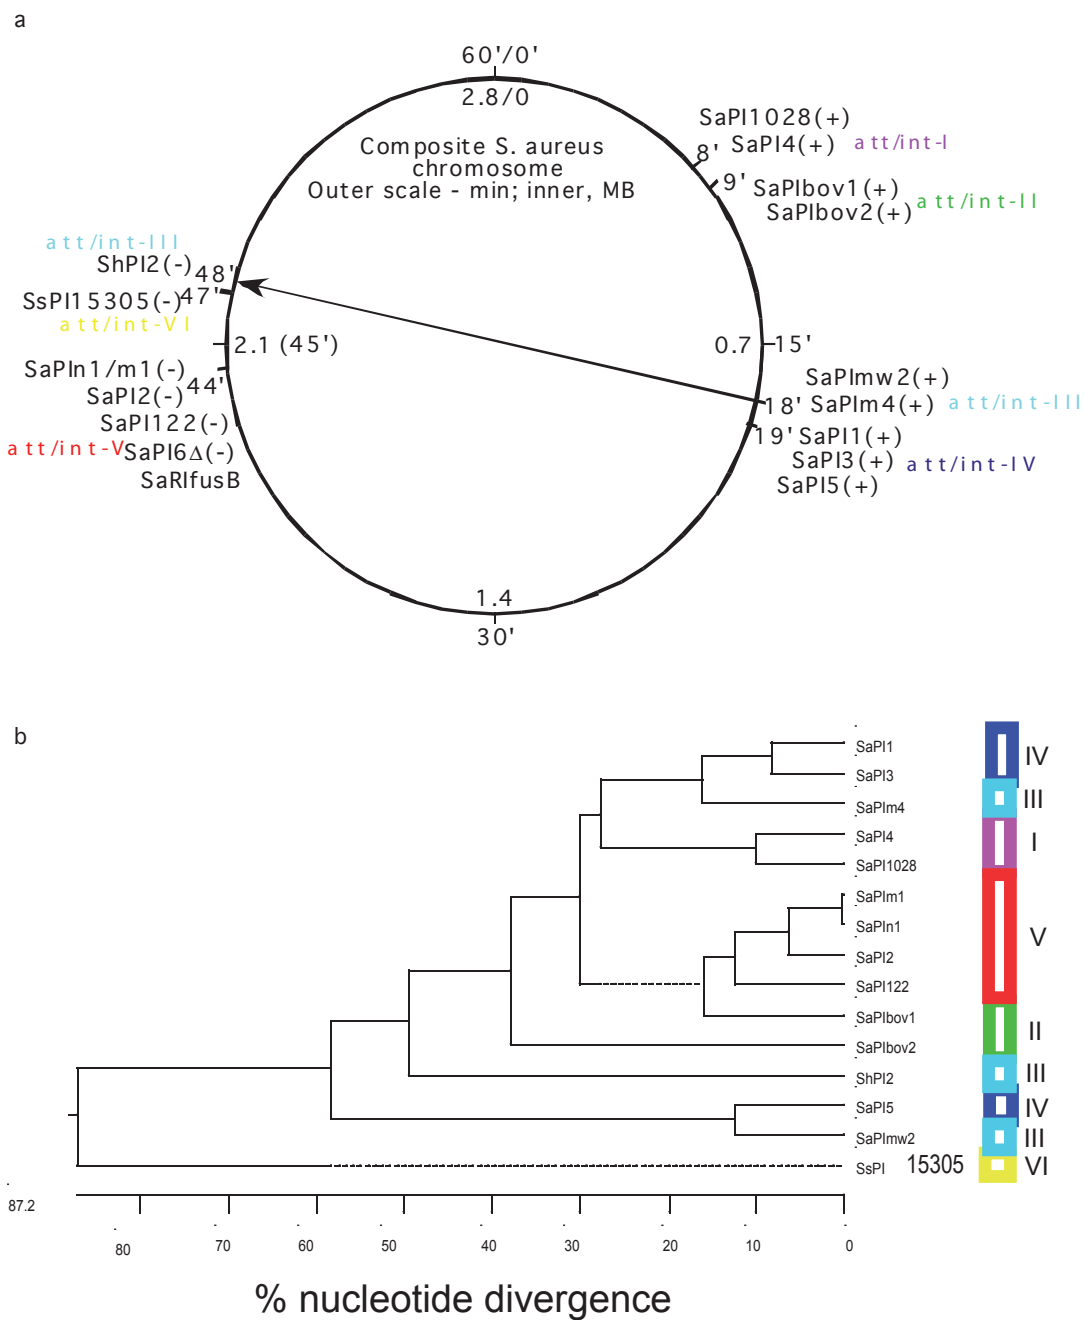 a
60'/0'
2.8/0
Composite S. aureus
chromosome
Outer scale - min; inner, MB
SaPI1028(+)
8' SaPI4(+) att/int-I
9' SaPIbov1(+)
SaPIbov2(+) att/int-II
att/int-III
ShPI2(-) 48'
SsPI15305(-) 47'
att/int-VI
2.1 (45')
0.7 15'
SaPIn1/m1(-)
SaPI2(-) 44'
SaPI122(-)
att/int-V SaPI6Δ(-)
SaRIfusB
SaPImw2(+)
18' SaPIm4(+) att/int-III
19' SaPI1(+)
SaPI3(+) att/int-IV
SaPI5(+)
1.4
30'
b
SaPI1
SaPI3
IV
SaPIm4 III
SaPI4
SaPI1028
I
SaPIm1
SaPIn1
SaPI2
SaPI122
V
SaPIbov1
SaPIbov2
II
ShPI2 III
SaPI5 IV
SaPImw2 III
SsPI 15305 VI
87.2
80 70 60 50 40 30 20 10 0
% nucleotide divergence